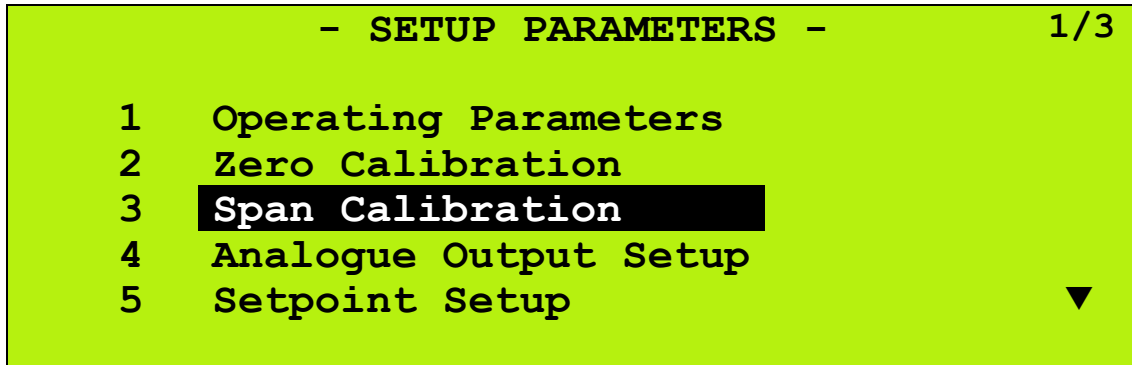 - SETUP PARAMETERS - 1/3
1 Operating Parameters
2 Zero Calibration
3 Span Calibration
4 Analogue Output Setup
5 Setpoint Setup ▼